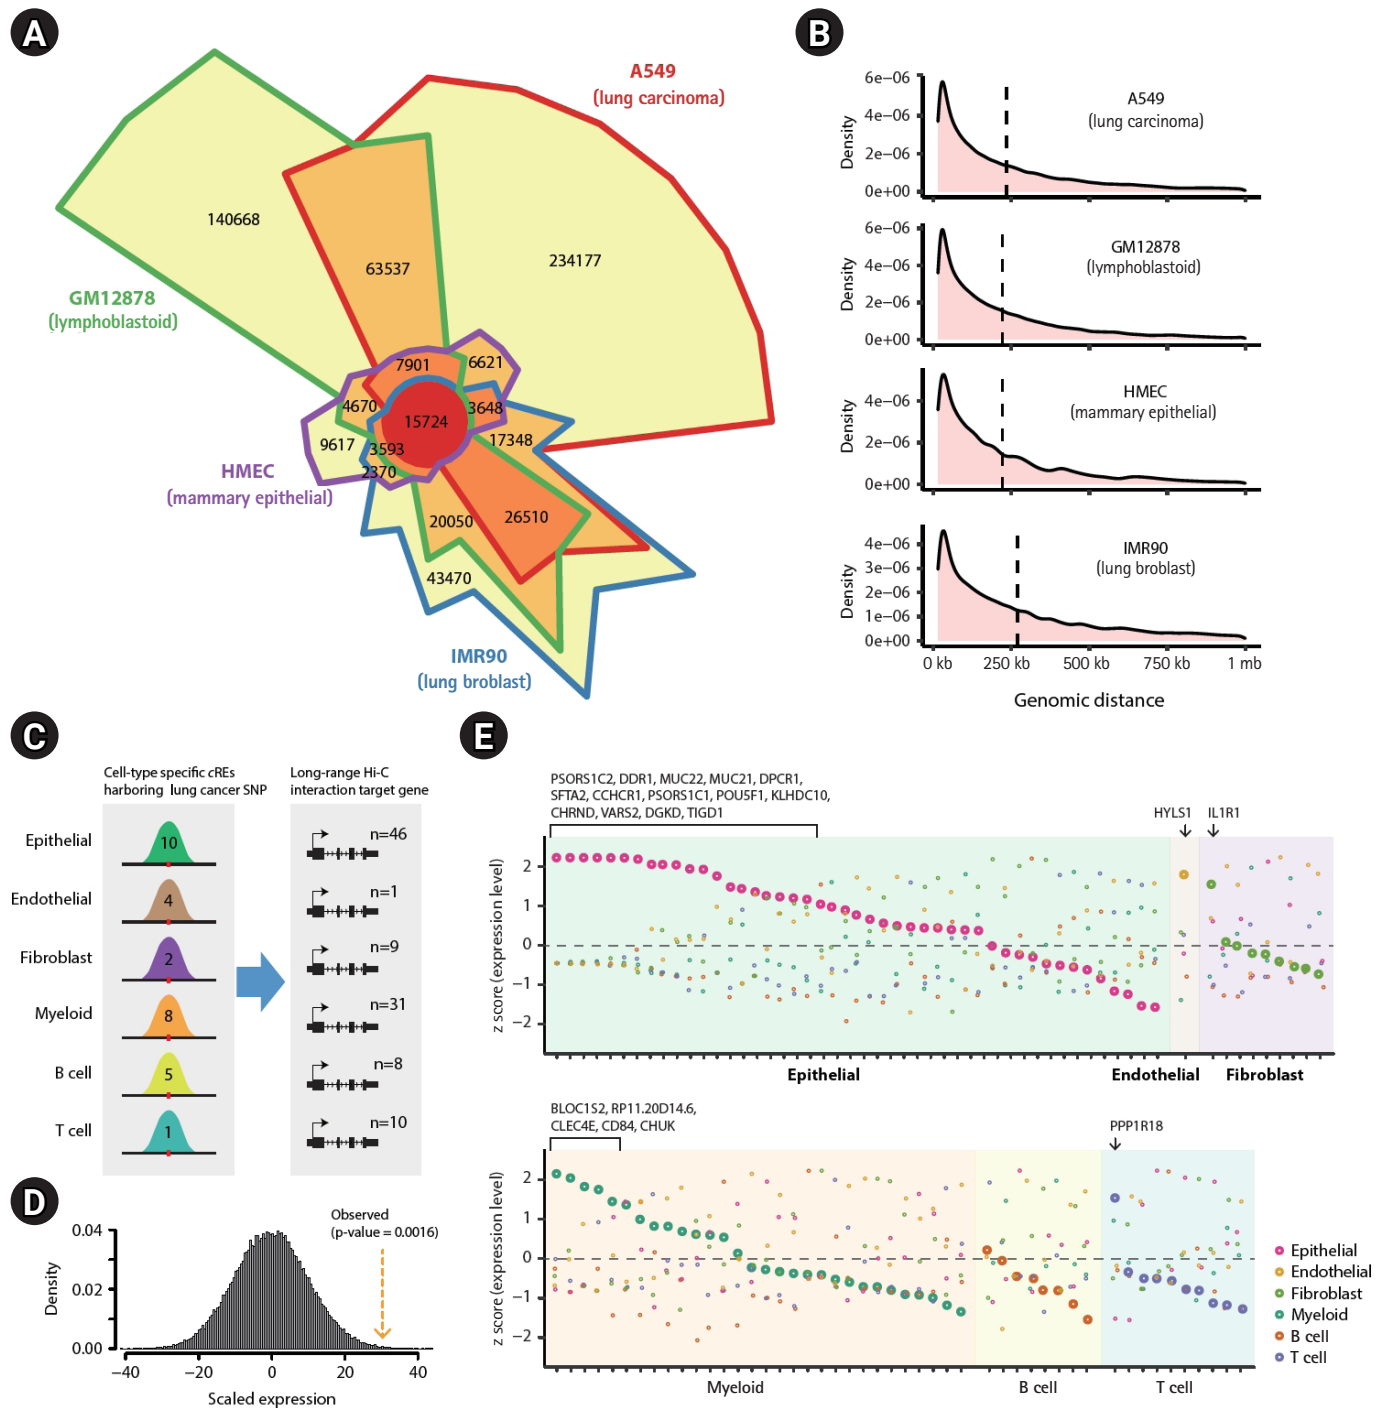 A
A549
(lung carcinoma)
140668
63537
234177
GM12878
(lymphoblastoid)
7901
6621
4670
15724
3648
9617
3593
17348
2370
HMEC
(mammary epithelial)
20050
26510
43470
IMR90
(lung broblast)
B
6e−06
4e−06
2e−06
0e+00
Density
A549
(lung carcinoma)
6e−06
4e−06
2e−06
0e+00
Density
GM12878
(lymphoblastoid)
4e−06
2e−06
0e+00
Density
HMEC
(mammary epithelial)
4e−06
3e−06
2e−06
1e−06
0e+00
Density
IMR90
(lung broblast)
0 kb 250 kb 500 kb 750 kb 1 mb
Genomic distance
C
Cell-type specific cREs
harboring lung cancer SNP
Long-range Hi-C
interaction target gene
Epithelial 10 n=46
Endothelial 4 n=1
Fibroblast 2 n=9
Myeloid 8 n=31
B cell 5 n=8
T cell 1 n=10
D
Observed
(p-value = 0.0016)
0.04
0.02
0.00
Density
−40 −20 0 20 40
Scaled expression
E
PSORS1C2, DDR1, MUC22, MUC21, DPCR1,
SFTA2, CCHCR1, PSORS1C1, POU5F1, KLHDC10,
CHRND, VARS2, DGKD, TIGD1
HYLS1 IL1R1
2
1
0
−1
−2
z score (expression level)
Epithelial Endothelial Fibroblast
BLOC1S2, RP11.20D14.6,
CLEC4E, CD84, CHUK
PPP1R18
2
1
0
−1
−2
z score (expression level)
Myeloid B cell T cell
Epithelial
Endothelial
Fibroblast
Myeloid
B cell
T cell